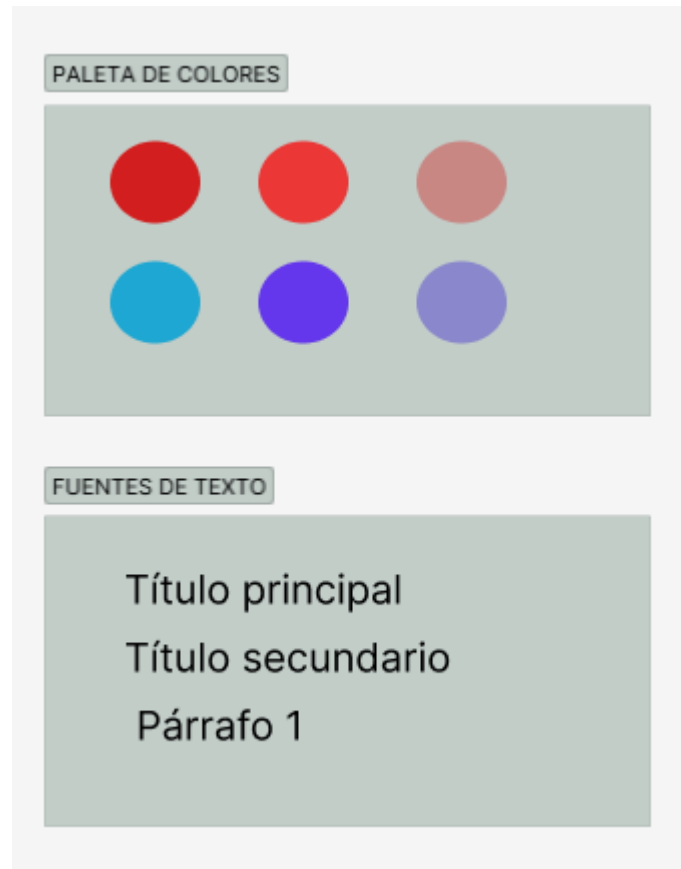 PALETA DE COLORES
FUENTES DE TEXTO
Título principal
Título secundario
Párrafo 1